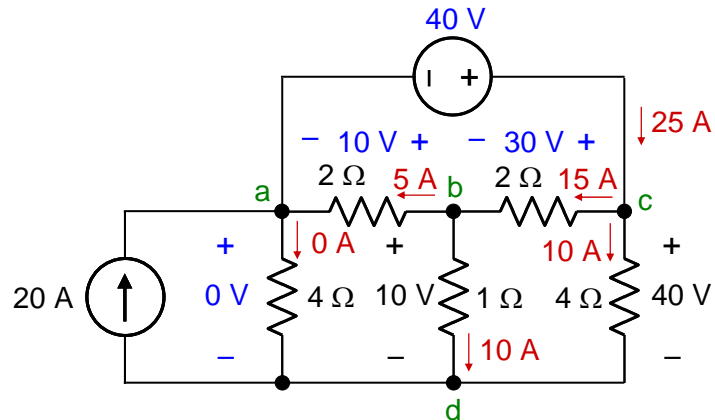 40 V
− +
25 A
− 10 V + − 30 V +
2 Ω 5 A b 2 Ω 15 A
a c
+ 0 A + 10 A +
20 A 0 V 4 Ω 10 V 1 Ω 4 Ω 40 V
− − 10 A −
d